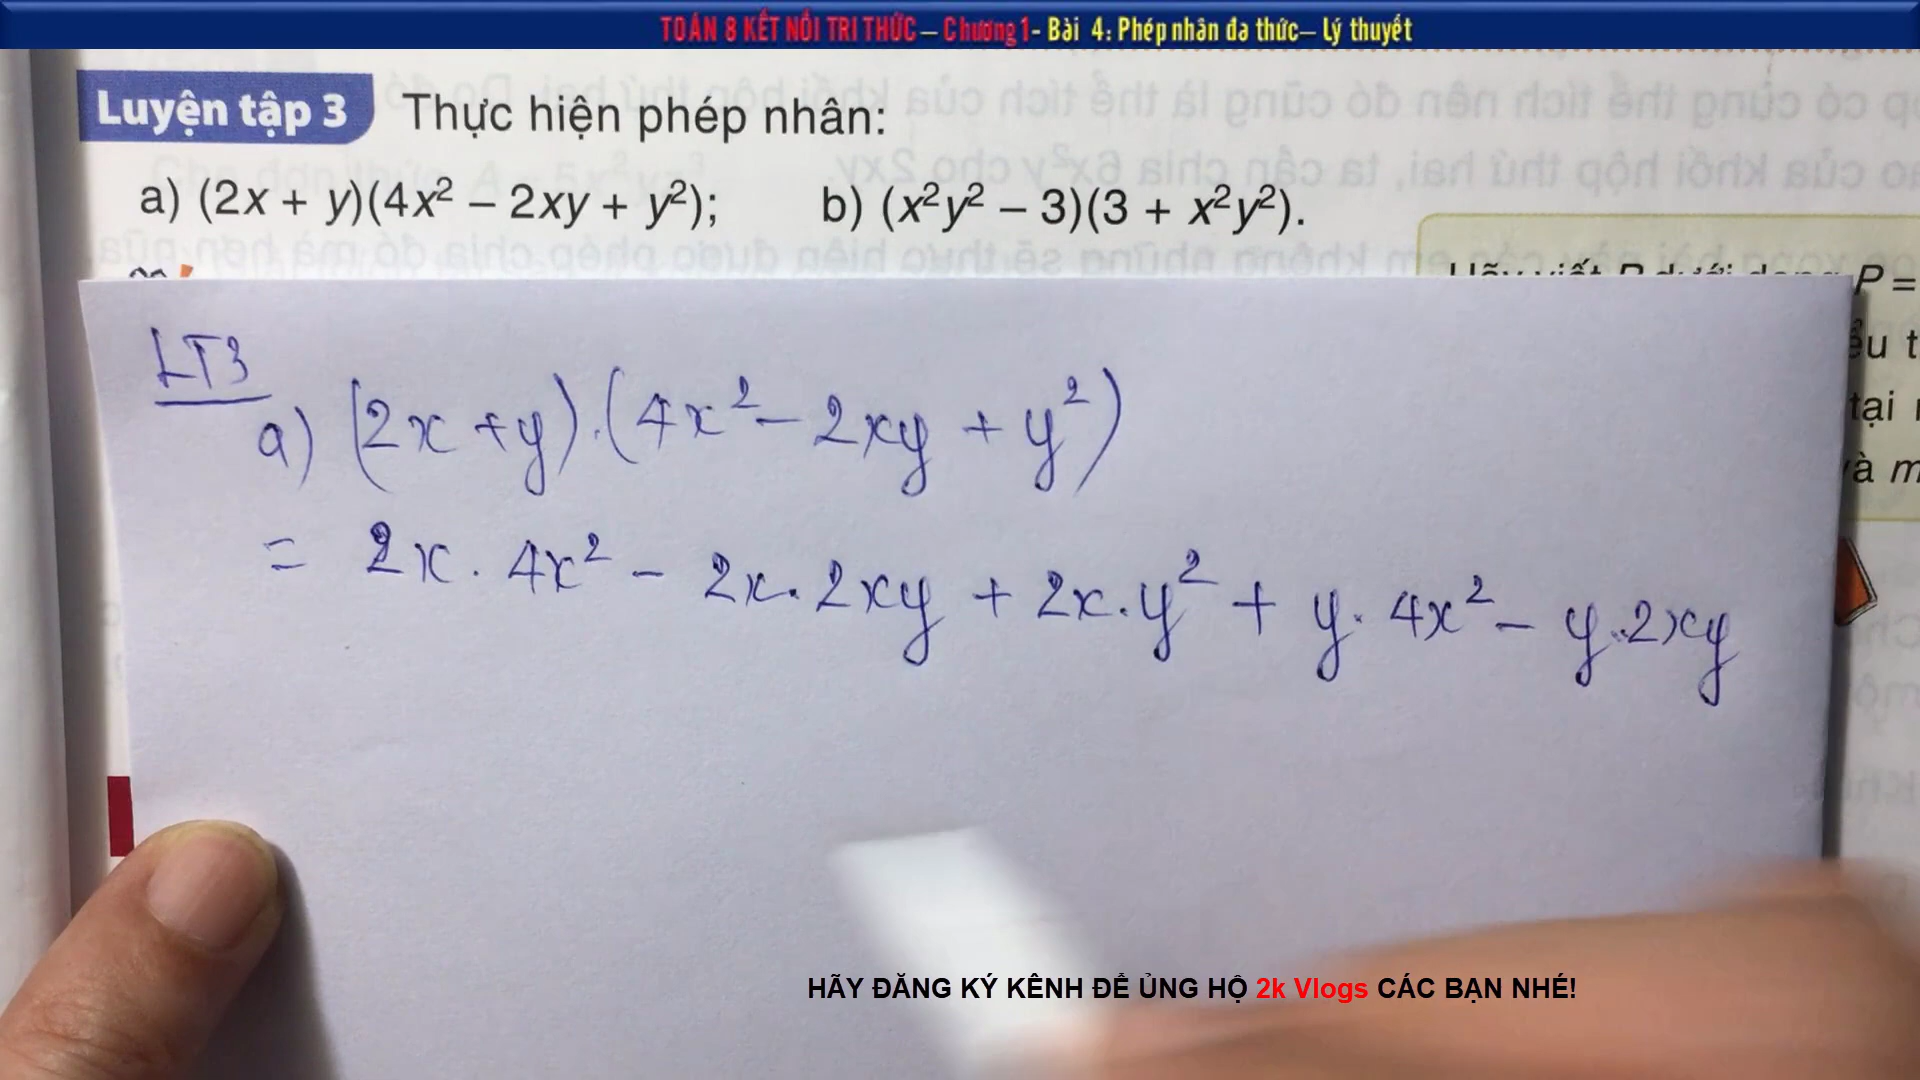 TOÁN 8 KẾT NỐI TRI THỨC – Chương 1- Bài 4: Phép nhân đa thức– Lý thuyết
Luyện tập 3 Thực hiện phép nhân:
a) (2x + y)(4x² – 2xy + y²); b) (x²y² – 3)(3 + x²y²).
P =
LT3
a) (2x + y).(4x² - 2xy + y²)
= 2x . 4x² - 2x . 2xy + 2x . y² + y . 4x² - y . 2xy
HÃY ĐĂNG KÝ KÊNH ĐỂ ỦNG HỘ 2k Vlogs CÁC BẠN NHÉ!